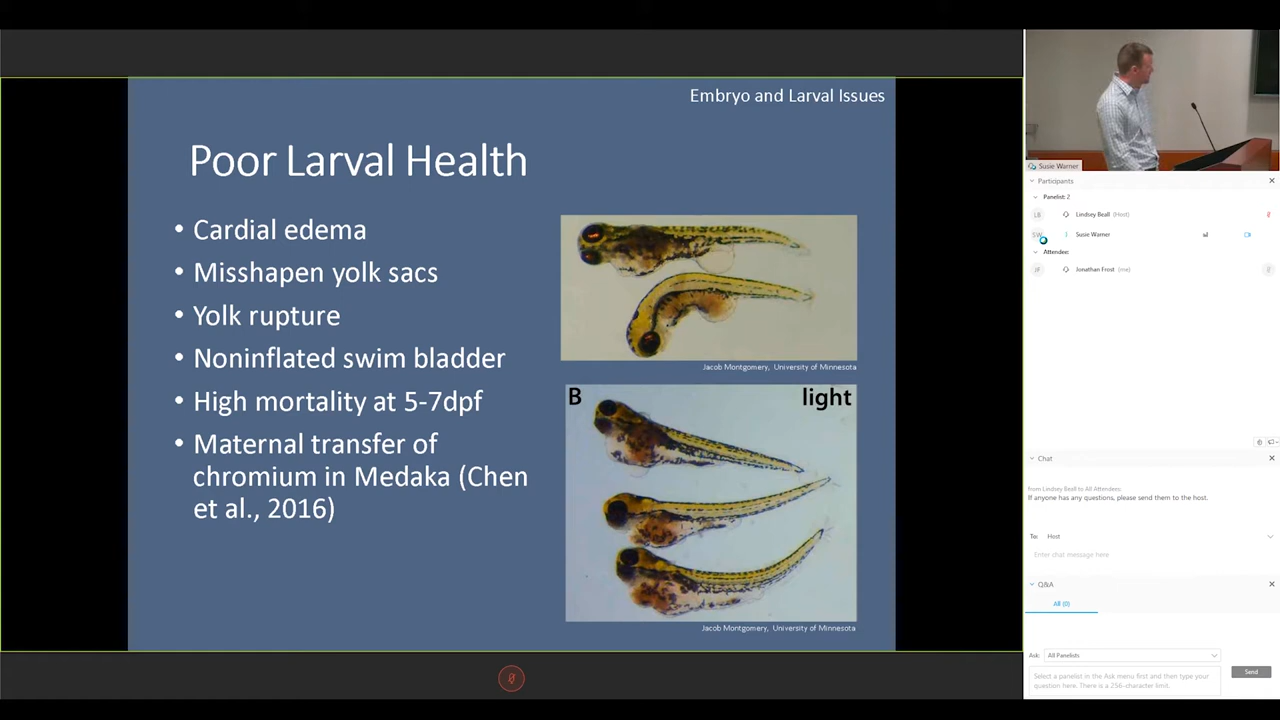 Embryo and Larval Issues
Poor Larval Health
• Cardial edema
• Misshapen yolk sacs
• Yolk rupture
• Noninflated swim bladder
• High mortality at 5-7dpf
• Maternal transfer of
chromium in Medaka (Chen
et al., 2016)
Jacob Montgomery, University of Minnesota
B
light
Jacob Montgomery, University of Minnesota
Susie Warner
Participants
Panelist: 2
LB Lindsey Beall (Host)
SW Susie Warner
Attendee:
JF Jonathan Frost (me)
Chat
from Lindsey Beall to All Attendees:
If anyone has any questions, please send them to the host.
To: Host
Enter chat message here
Q&A
All (0)
Ask: All Panelists
Select a panelist in the Ask menu first and then type your
question here. There is a 256-character limit.
Send